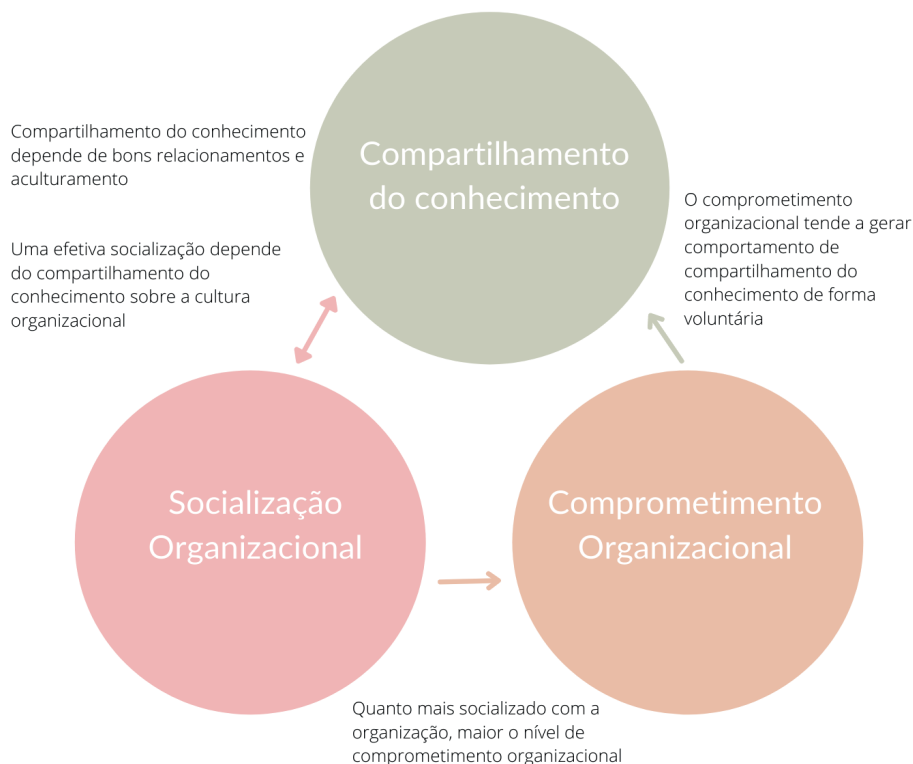 Compartilhamento do conhecimento
depende de bons relacionamentos e
aculturamento
Uma efetiva socialização depende
do compartilhamento do
conhecimento sobre a cultura
organizacional
Compartilhamento
do conhecimento
O comprometimento
organizacional tende a gerar
comportamento de
compartilhamento do
conhecimento de forma
voluntária
Socialização
Organizacional
Comprometimento
Organizacional
Quanto mais socializado com a
organização, maior o nível de
comprometimento organizacional